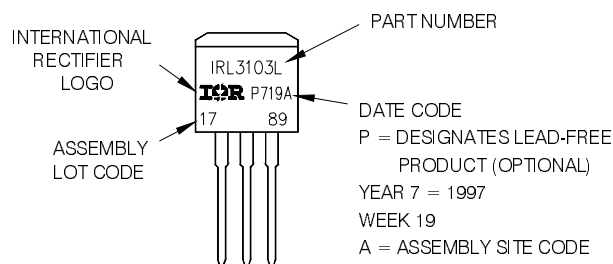 PART NUMBER
INTERNATIONAL
RECTIFIER
LOGO
IRL3103L
IOR P719A
17 89
ASSEMBLY
LOT CODE
DATE CODE
P = DESIGNATES LEAD-FREE
PRODUCT (OPTIONAL)
YEAR 7 = 1997
WEEK 19
A = ASSEMBLY SITE CODE